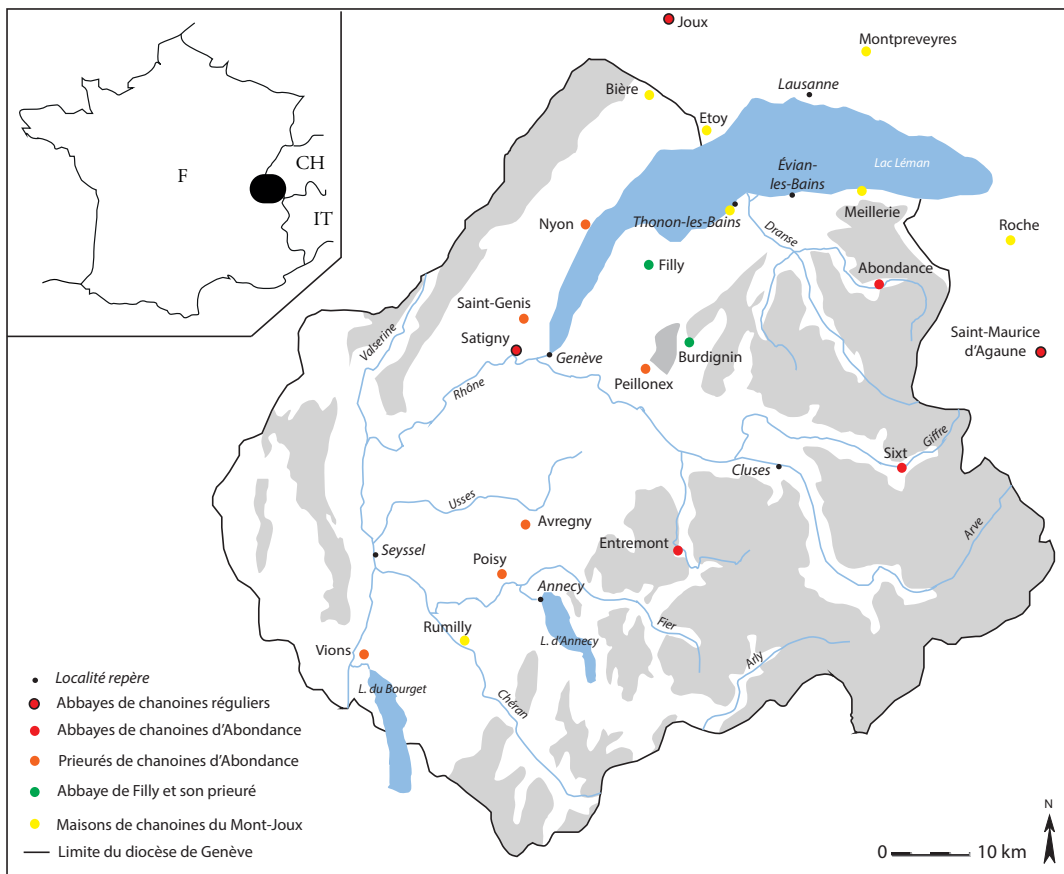 F
CH
IT
Joux
Montpreveyres
Bière
Lausanne
Etoy
Évian-
les-Bains
Lac Léman
Nyon
Thonon-les-Bains
Meillerie
Roche
Dranse
Filly
Abondance
Saint-Genis
Valserine
Satigny
Genève
Burdignin
Saint-Maurice
d'Agaune
Peillonex
Rhône
Giffre
Sixt
Cluses
Usses
Avregny
Arve
Entremont
Seyssel
Poisy
Annecy
Rumilly
Fier
Vions
L. d'Annecy
Arly
L. du Bourget
Chéran
Localité repère
Abbayes de chanoines réguliers
Abbayes de chanoines d'Abondance
Prieurés de chanoines d'Abondance
Abbaye de Filly et son prieuré
Maisons de chanoines du Mont-Joux
Limite du diocèse de Genève
N
0 10 km